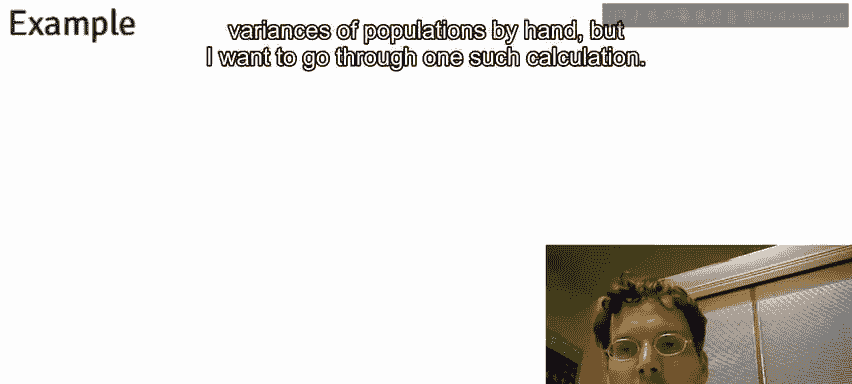 Example
variances of populations by hand, but
I want to go through one such calculation.